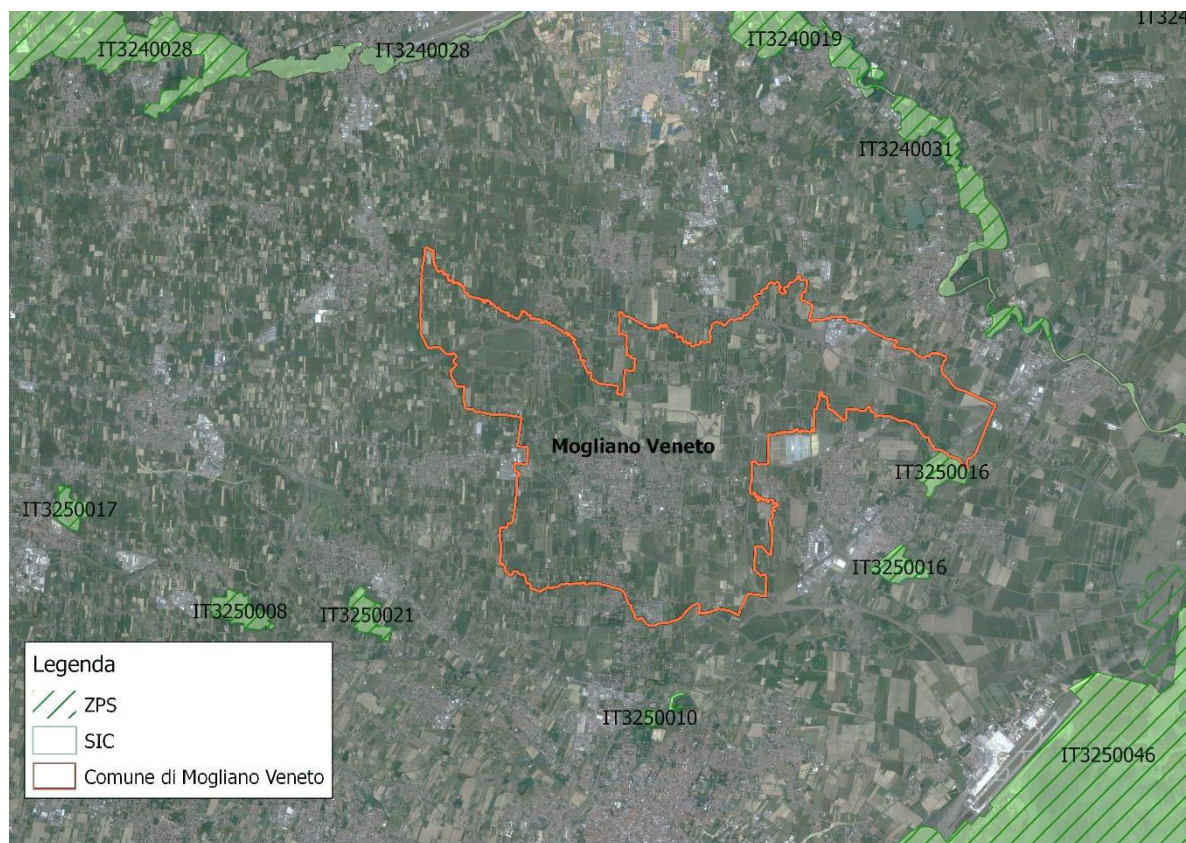 IT3240028
IT3240028
IT3240019
IT324
IT3240031
Mogliano Veneto
IT3250016
IT3250017
IT3250016
IT3250008
IT3250021
IT3250010
IT3250046
Legenda
ZPS
SIC
Comune di Mogliano Veneto